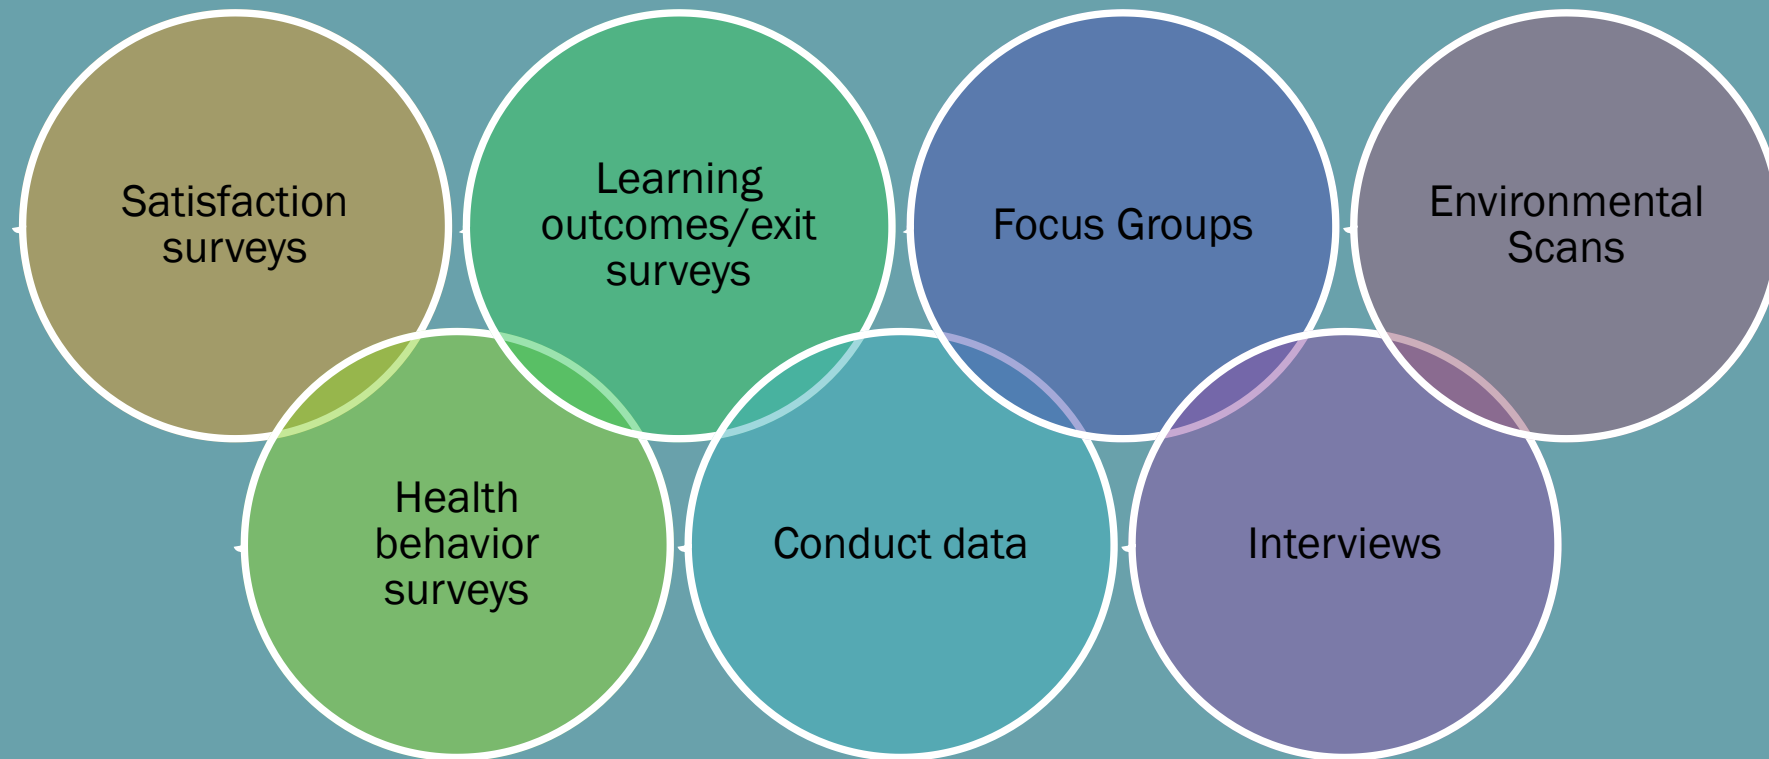 Satisfaction
surveys
Learning
outcomes/exit
surveys
Focus Groups
Environmental
Scans
Health
behavior
surveys
Conduct data
Interviews